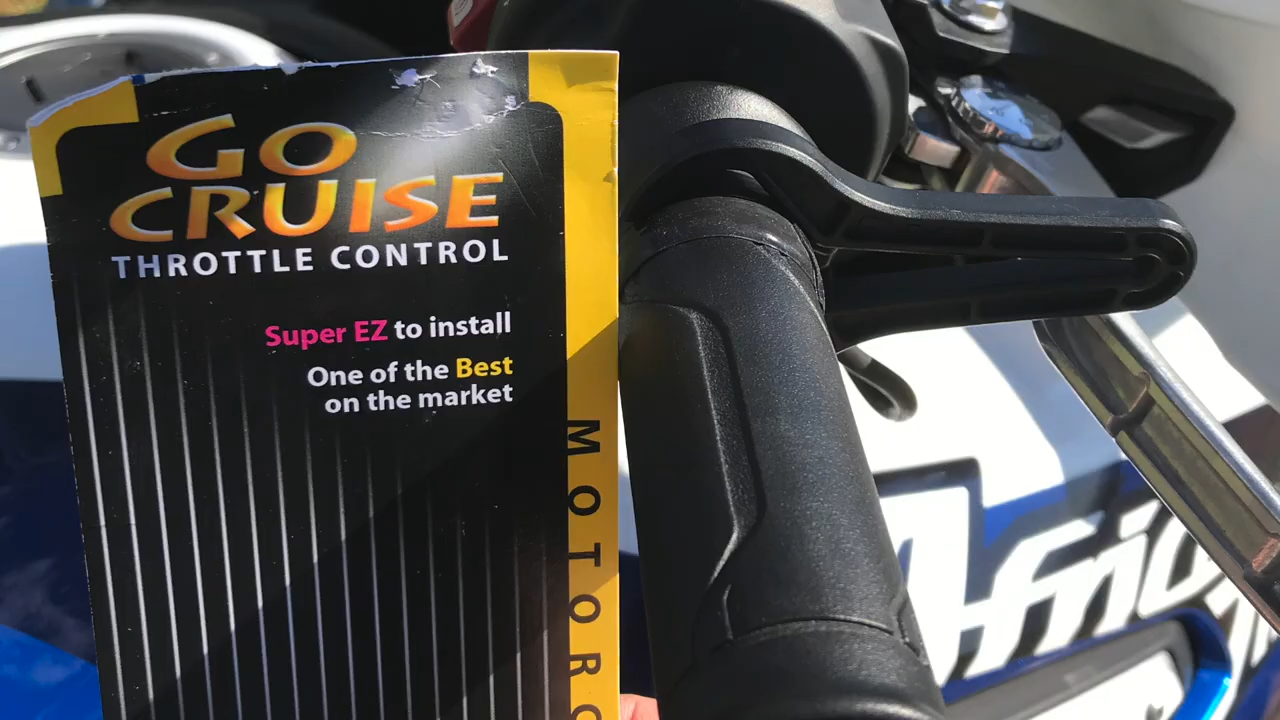 GO
CRUISE
THROTTLE CONTROL
Super EZ to install
One of the Best
on the market
MOTORC